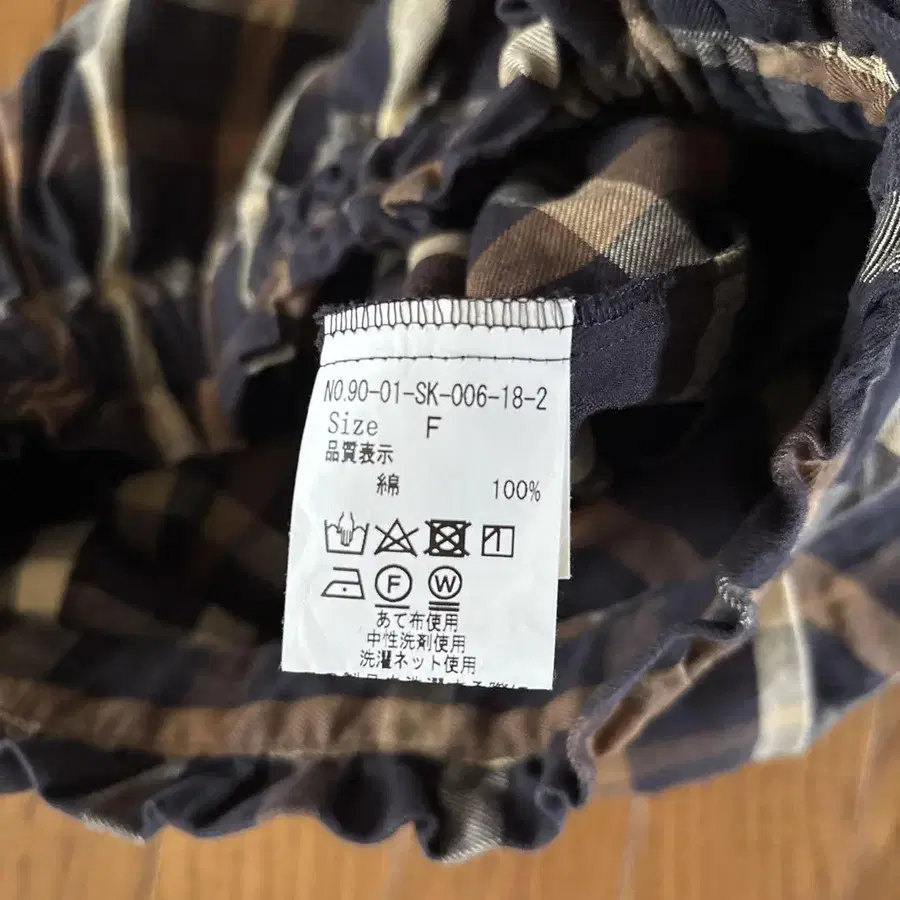 NO.90-01-SK-006-18-2
Size F
品質表示
綿 100%
F W
あて布使用
中性洗剤使用
洗濯ネット使用